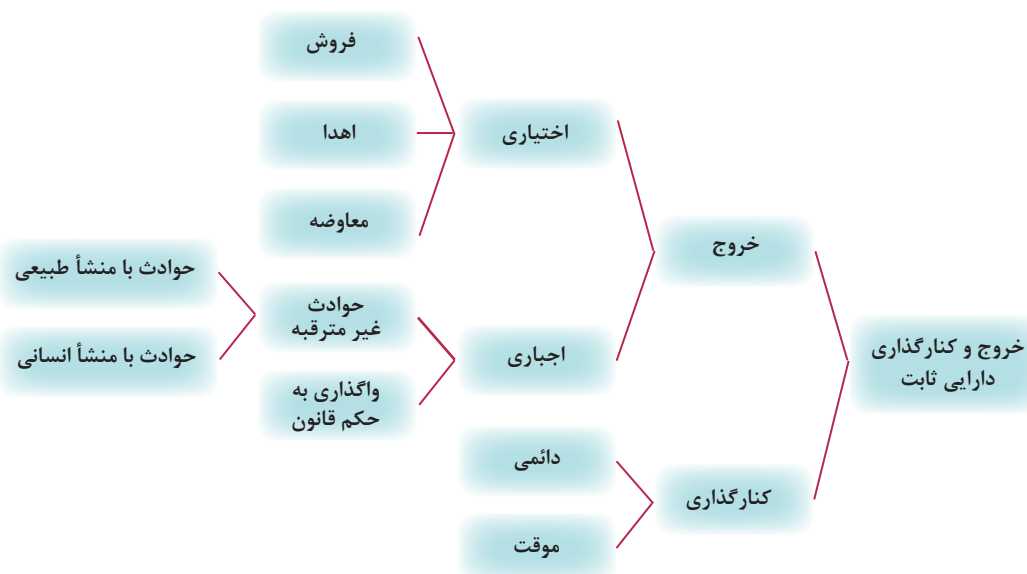 خروج و کنارگذاری
دارایی ثابت
خروج
اختیاری
فروش
اهدا
معاوضه
اجباری
حوادث
غیر مترقبه
حوادث با منشأ طبیعی
حوادث با منشأ انسانی
واگذاری به
حکم قانون
کنارگذاری
دائمی
موقت